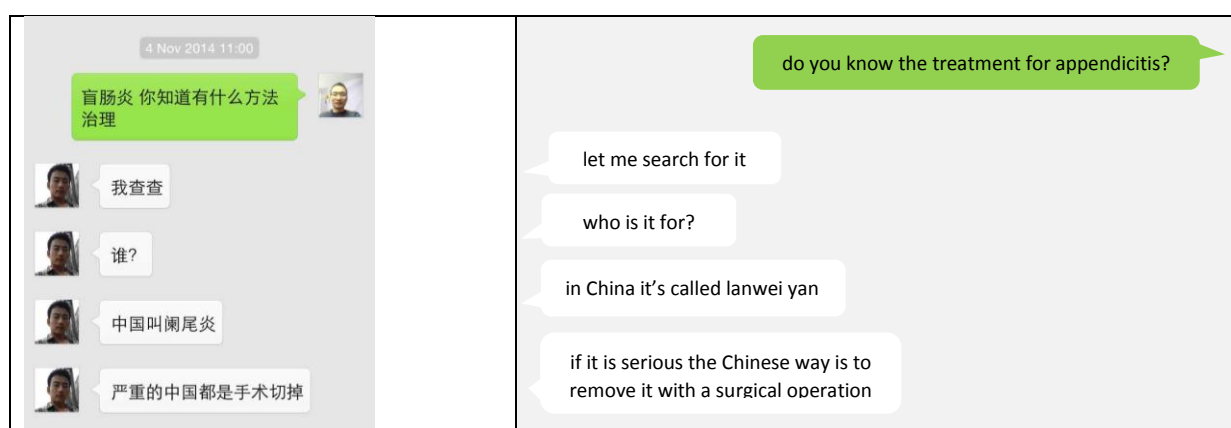 4 Nov 2014 11:00
盲肠炎 你知道有什么方法
治理
我查查
谁?
中国叫阑尾炎
严重的中国都是手术切掉
do you know the treatment for appendicitis?
let me search for it
who is it for?
in China it’s called lanwei yan
if it is serious the Chinese way is to
remove it with a surgical operation